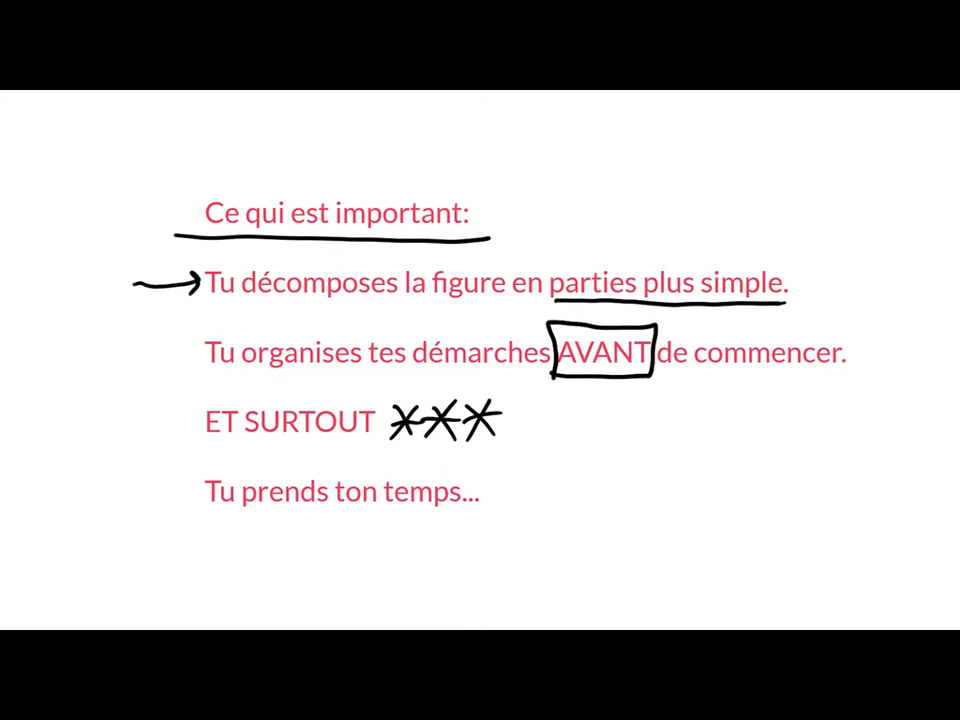 Ce qui est important:
Tu décomposes la figure en parties plus simple.
Tu organises tes démarches AVANT de commencer.
ET SURTOUT ***
Tu prends ton temps...